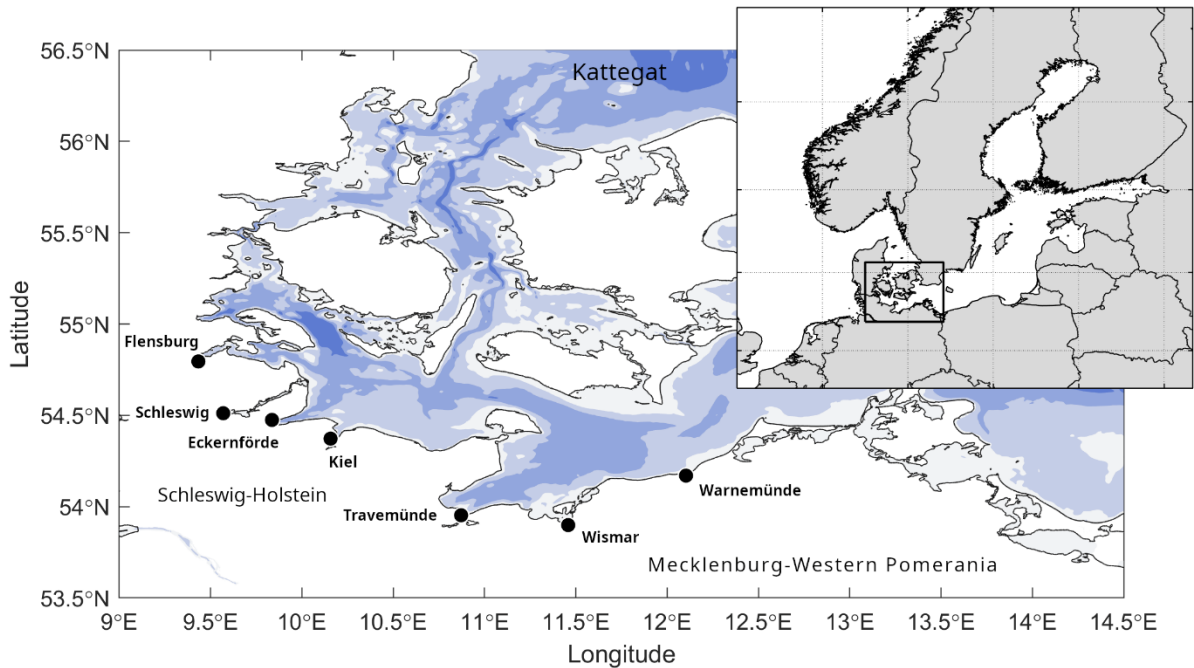 56.5°N
Kattegat
56°N
55.5°N
55°N
Flensburg
54.5°N
Schleswig
Eckernförde
Kiel
Schleswig-Holstein
Warnemünde
54°N
Travemünde
Wismar
Mecklenburg-Western Pomerania
53.5°N
9°E
9.5°E
10°E
10.5°E
11°E
11.5°E
12°E
12.5°E
13°E
13.5°E
14°E
14.5°E
Longitude
Latitude